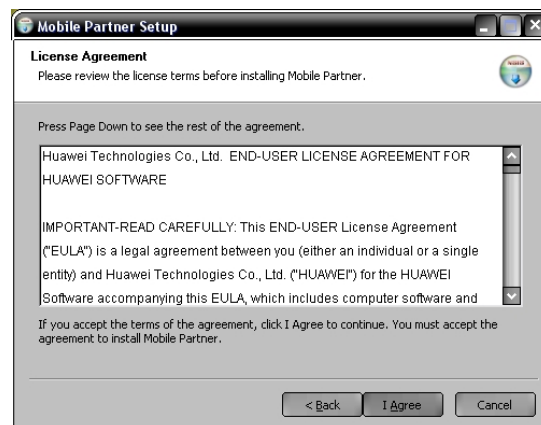 Mobile Partner Setup
License Agreement
Please review the license terms before installing Mobile Partner.
Press Page Down to see the rest of the agreement.
Huawei Technologies Co., Ltd. END-USER LICENSE AGREEMENT FOR
HUAWEI SOFTWARE
IMPORTANT-READ CAREFULLY: This END-USER License Agreement
("EULA") is a legal agreement between you (either an individual or a single
entity) and Huawei Technologies Co., Ltd. ("HUAWEI") for the HUAWEI
Software accompanying this EULA, which includes computer software and
If you accept the terms of the agreement, click I Agree to continue. You must accept the
agreement to install Mobile Partner.
< Back I Agree Cancel